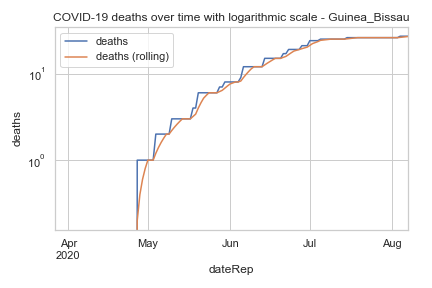 COVID-19 deaths over time with logarithmic scale - Guinea_Bissau
deaths
deaths (rolling)
10¹
10⁰
deaths
Apr
2020
May
Jun
Jul
Aug
dateRep